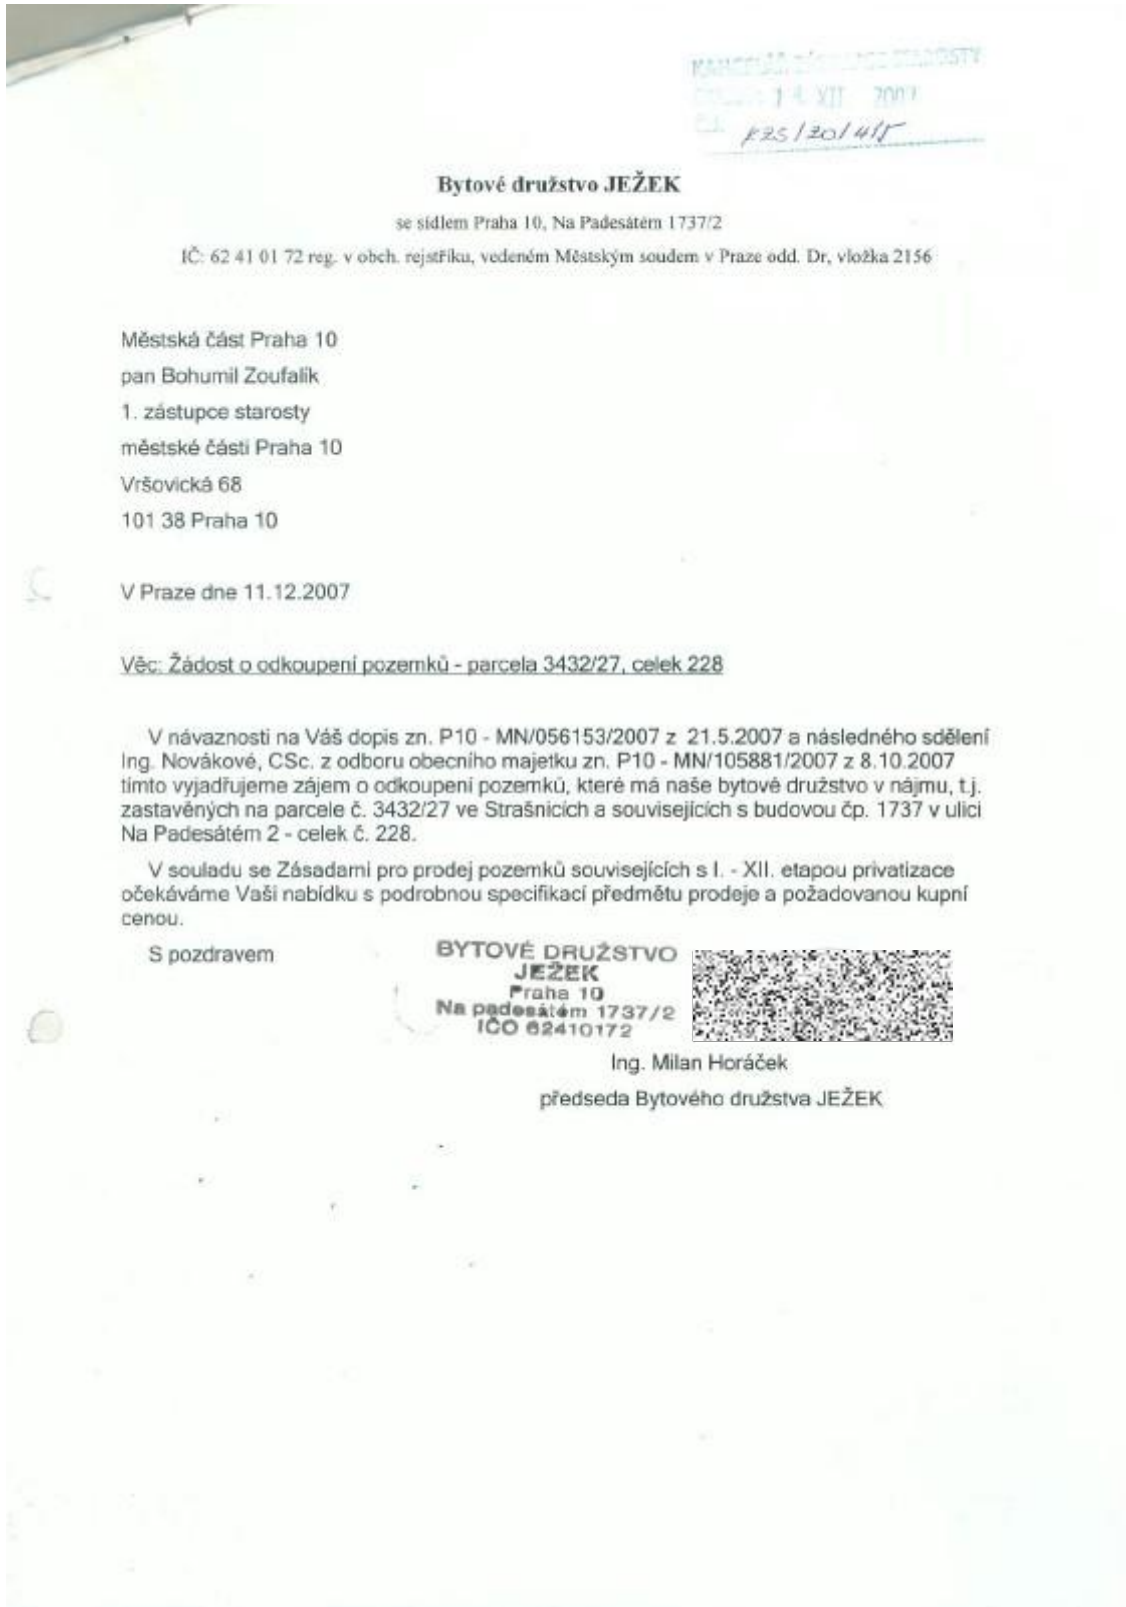 KANCELÁŘ ZÁSTUPCE STAROSTY
1 4 XII 2007
Č.j.
Bytové družstvo JEŽEK
se sídlem Praha 10, Na Padesátém 1737/2
IČ: 62 41 01 72 reg. v obch. rejstříku, vedeném Městským soudem v Praze odd. Dr, vložka 2156
Městská část Praha 10
pan Bohumil Zoufalík
1. zástupce starosty
městské části Praha 10
Vršovická 68
101 38 Praha 10
V Praze dne 11.12.2007
Věc: Žádost o odkoupení pozemků - parcela 3432/27, celek 228
V návaznosti na Váš dopis zn. P10 - MN/056153/2007 z 21.5.2007 a následného sdělení
Ing. Novákové, CSc. z odboru obecního majetku zn. P10 - MN/105881/2007 z 8.10.2007
tímto vyjadřujeme zájem o odkoupení pozemků, které má naše bytové družstvo v nájmu, t.j.
zastavěných na parcele č. 3432/27 ve Strašnicích a souvisejících s budovou čp. 1737 v ulici
Na Padesátém 2 - celek č. 228.
V souladu se Zásadami pro prodej pozemků souvisejících s I. - XII. etapou privatizace
očekáváme Vaši nabídku s podrobnou specifikací předmětu prodeje a požadovanou kupní
cenou.
S pozdravem
BYTOVÉ DRUŽSTVO
JEŽEK
Praha 10
Na padesátém 1737/2
IČO 62410172
Ing. Milan Horáček
předseda Bytového družstva JEŽEK